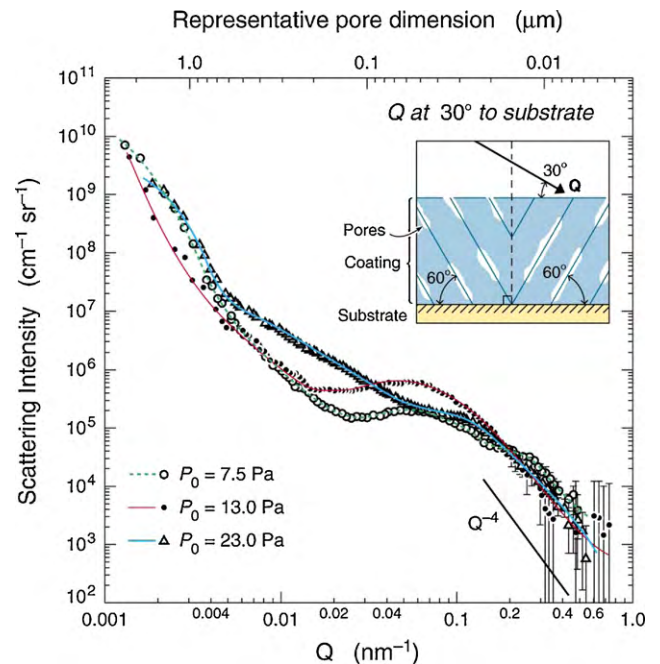 Representative pore dimension (μm)
1.0 0.1 0.01
10¹¹
10¹⁰
10⁹
10⁸
10⁷
10⁶
10⁵
10⁴
10³
10²
Scattering Intensity (cm⁻¹ sr⁻¹)
Q at 30° to substrate
30°
Q
Pores
Coating
60° 60°
Substrate
P₀ = 7.5 Pa
P₀ = 13.0 Pa
P₀ = 23.0 Pa
Q⁻⁴
0.001 0.004 0.01 0.02 0.04 0.1 0.2 0.4 0.6 1.0
Q (nm⁻¹)